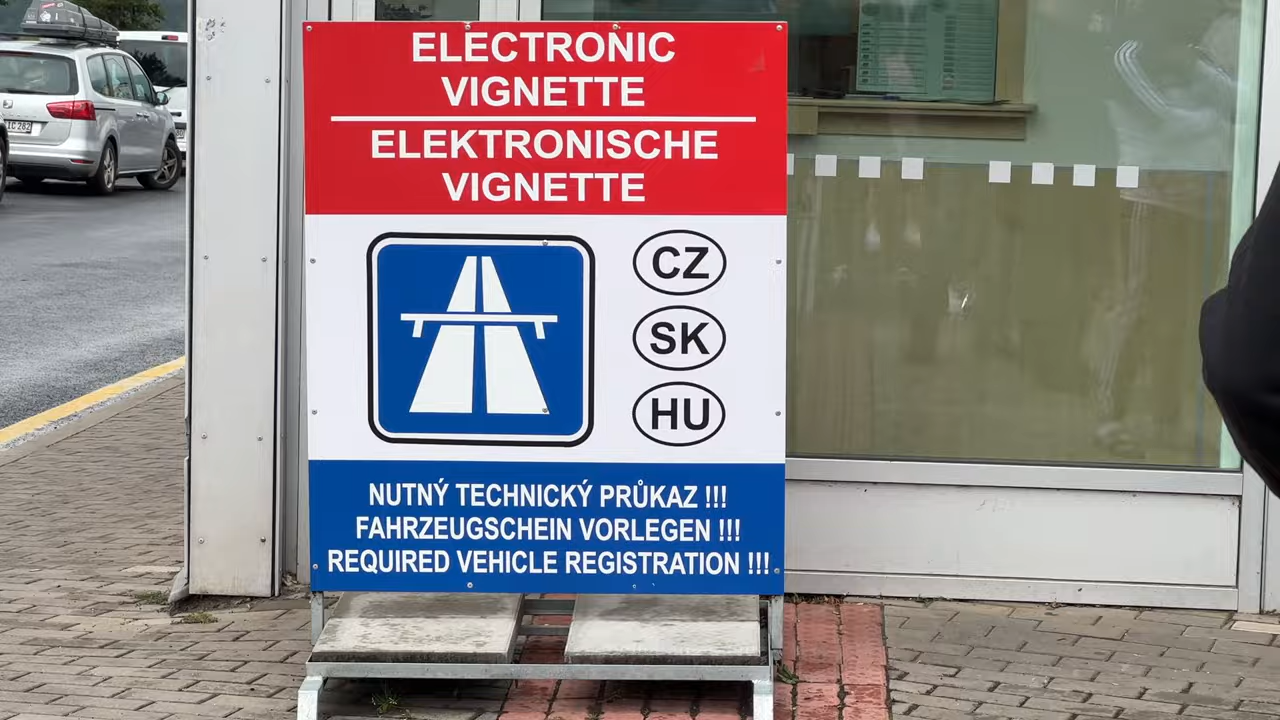 ELECTRONIC
VIGNETTE
ELEKTRONISCHE
VIGNETTE
CZ
SK
HU
NUTNÝ TECHNICKÝ PRŮKAZ !!!
FAHRZEUGSCHEIN VORLEGEN !!!
REQUIRED VEHICLE REGISTRATION !!!